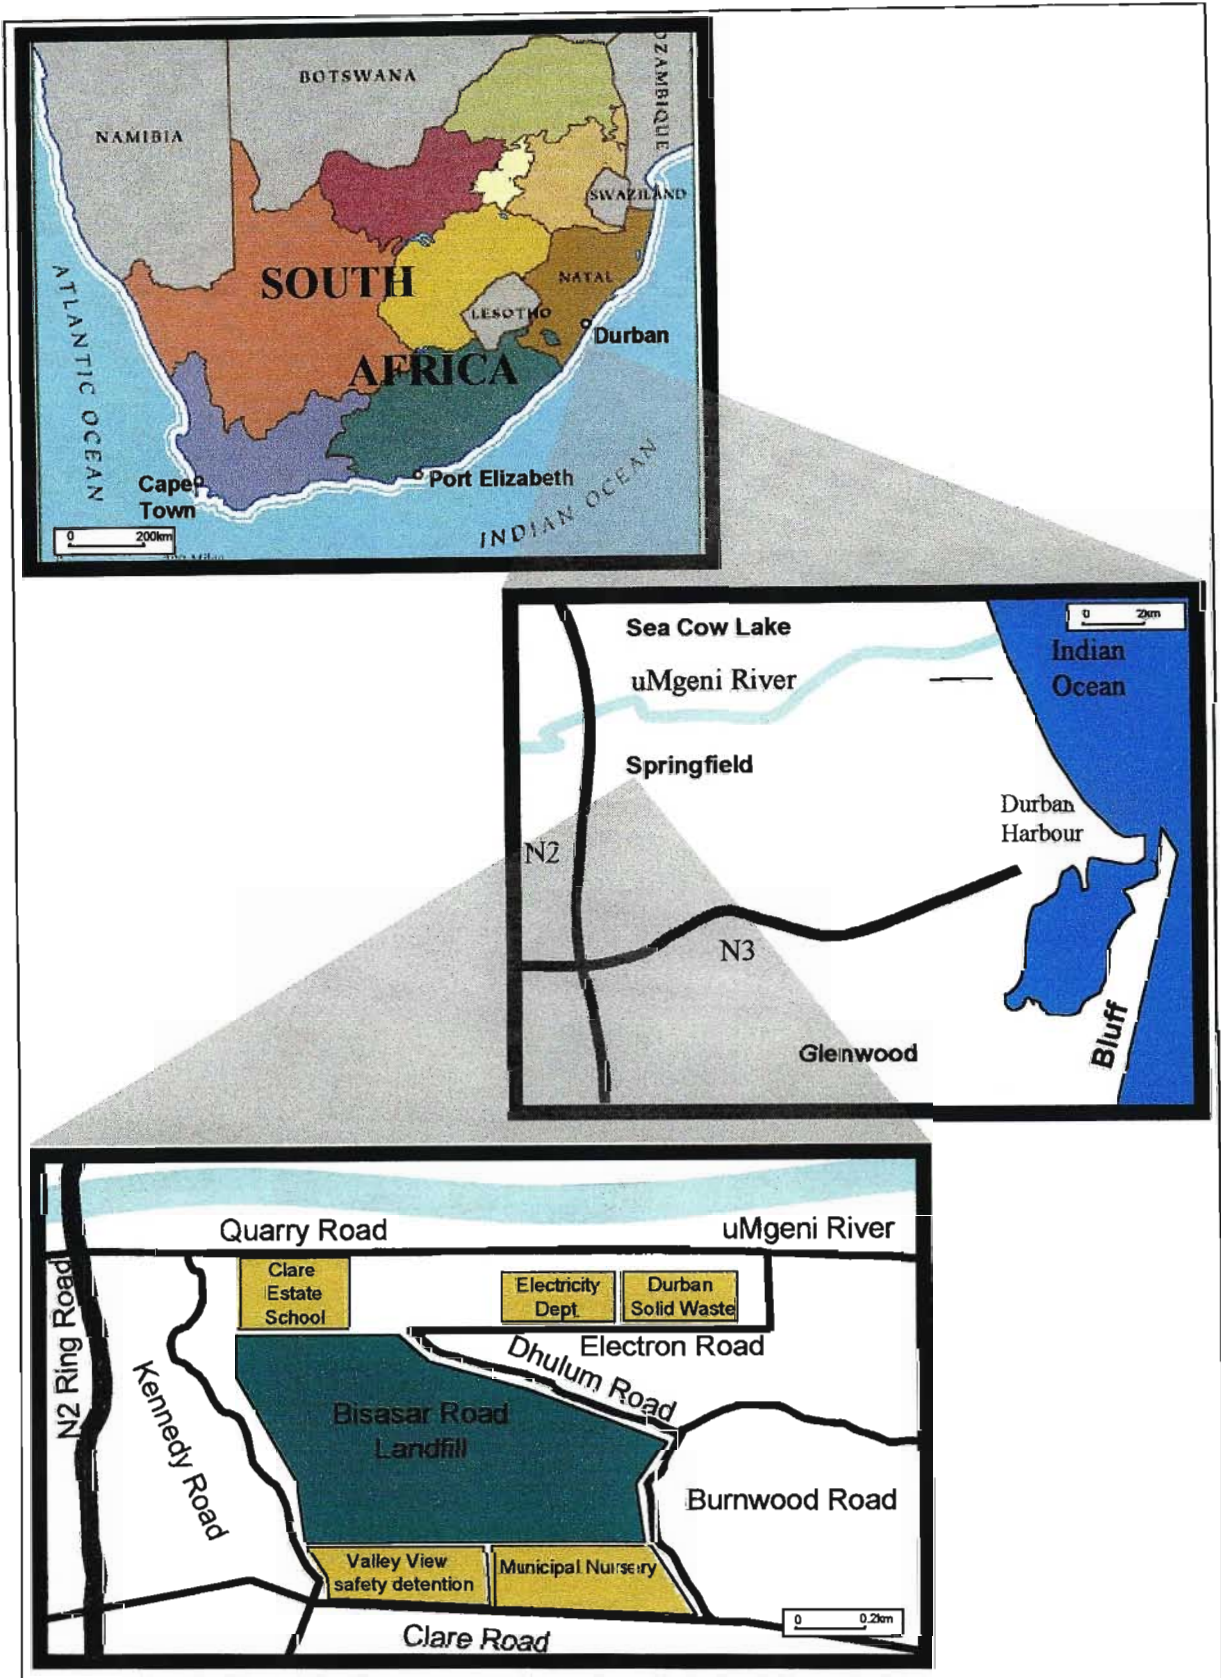 BOTSWANA
NAMIBIA
OZAMBIQUE
SWAZILAND
SOUTH
NATAL
LESOTHO
Durban
AFRICA
ATLANTIC OCEAN
Cape
Town
Port Elizabeth
INDIAN OCEAN
0 200km
Sea Cow Lake
0 2km
Indian
Ocean
uMgeni River
Springfield
Durban
Harbour
N2
N3
Glenwood
Bluff
Quarry Road
uMgeni River
N2 Ring Road
Clare
Estate
School
Electricity
Dept.
Durban
Solid Waste
Electron Road
Dhulum Road
Kennedy Road
Bisasar Road
Landfill
Burnwood Road
Valley View
safety detention
Municipal Nursery
0 0.2km
Clare Road